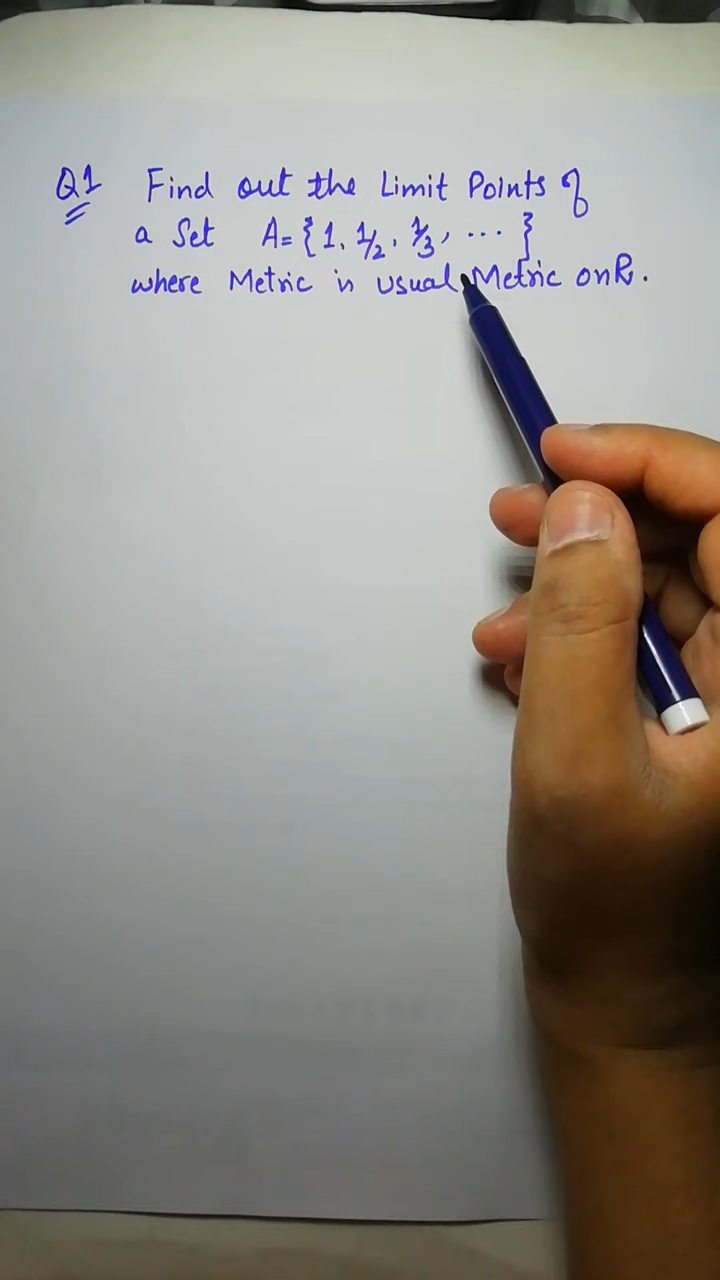 Q1 Find out the Limit Points of
a Set A = {1, 1/2, 1/3, ... }
where Metric is usual Metric on R.